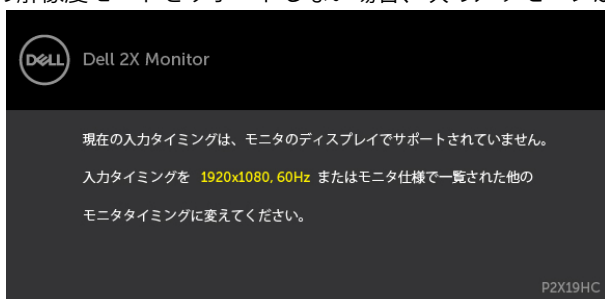 DELL
Dell 2X Monitor
現在の入力タイミングは、モニタのディスプレイでサポートされていません。
入力タイミングを 1920x1080, 60Hz またはモニタ仕様で一覧された他の
モニタタイミングに変えてください。
P2X19HC